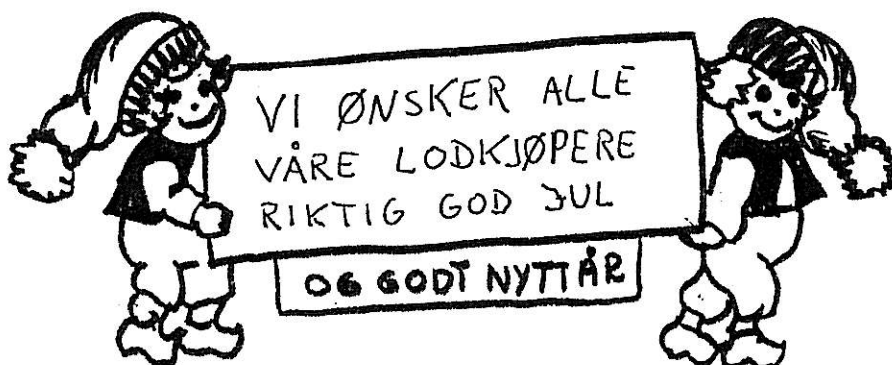 VI ØNSKER ALLE
VÅRE LODKJØPERE
RIKTIG GOD JUL
OG GODT NYTTÅR